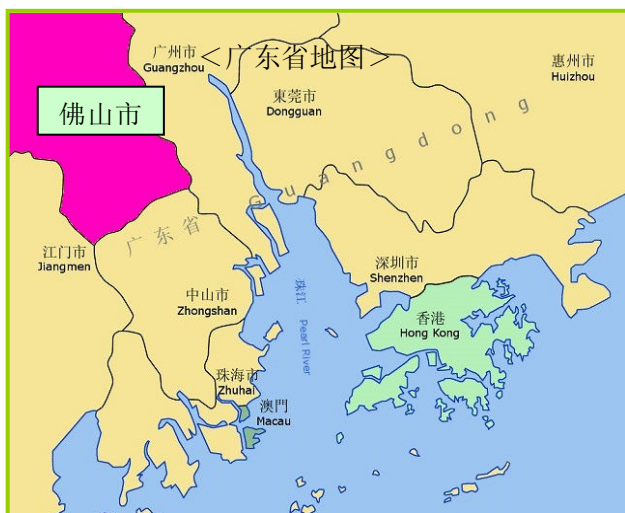 广州市
Guangzhou
＜广东省地图＞
惠州市
Huizhou
佛山市
東莞市
Dongguan
广东省 Guangdong
江门市
Jiangmen
深圳市
Shenzhen
中山市
Zhongshan
珠江 Pearl River
香港
Hong Kong
珠海市
Zhuhai
澳門
Macau